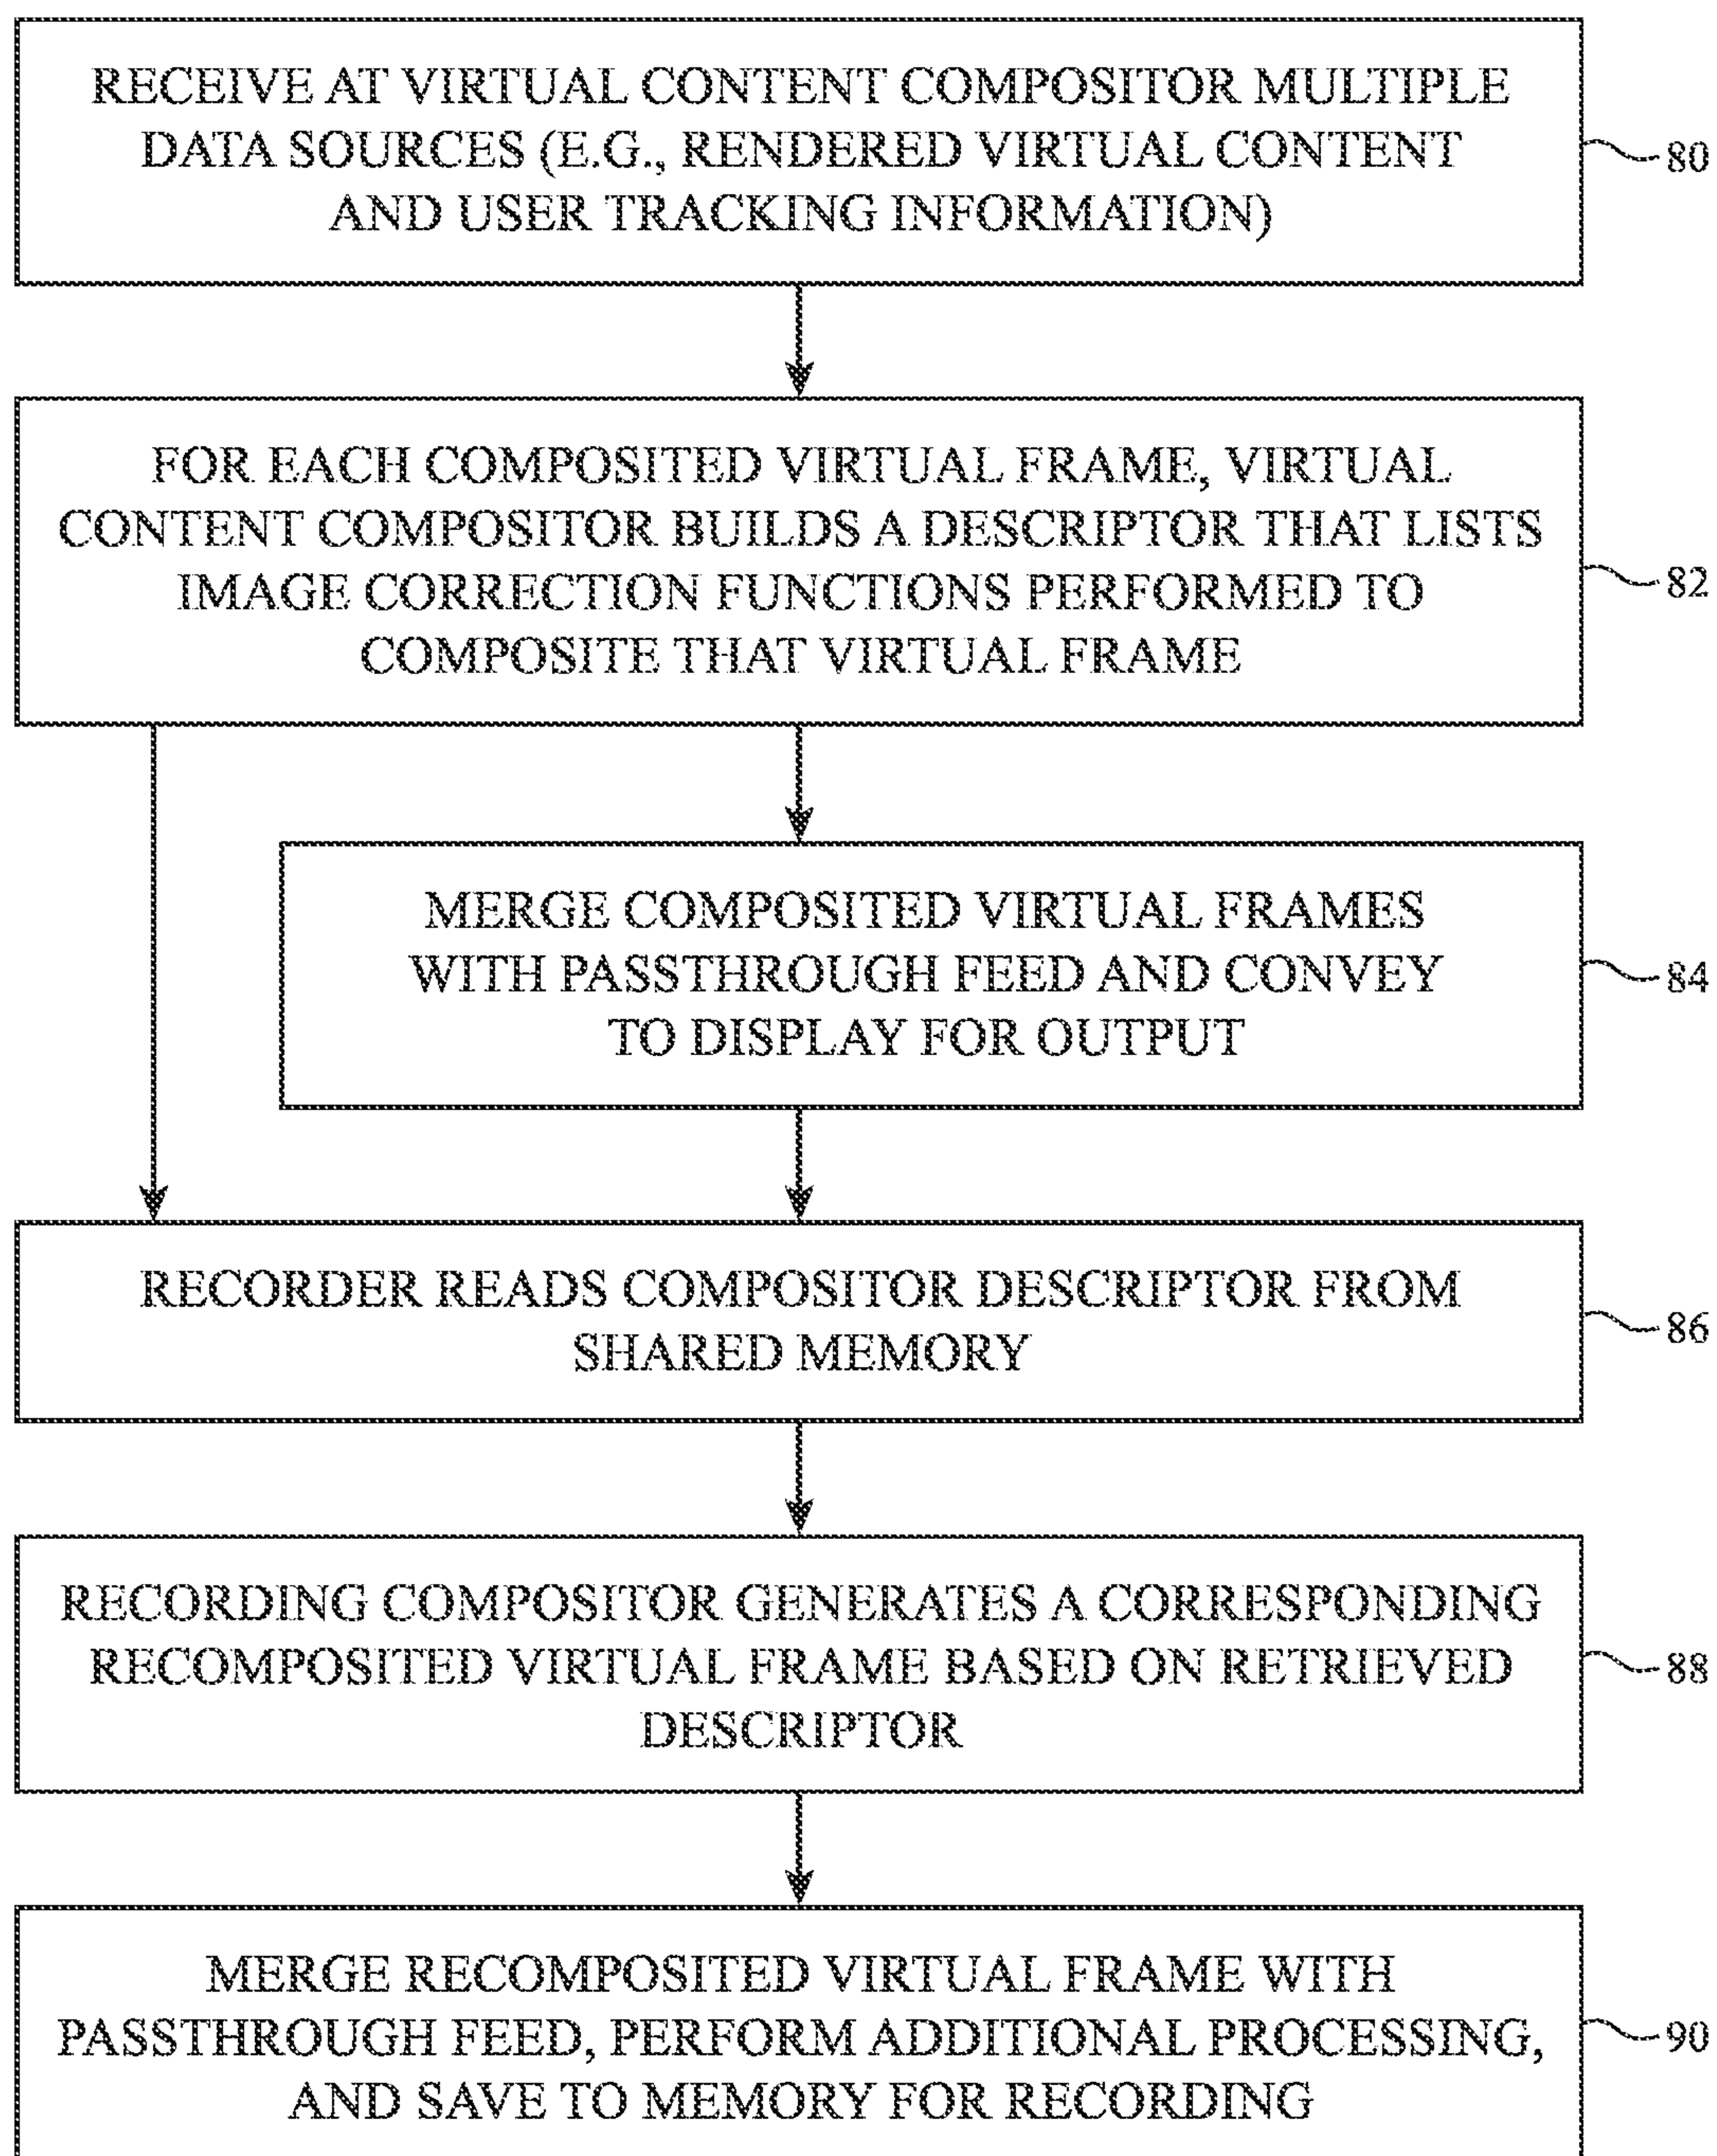 RECEIVE AT VIRTUAL CONTENT COMPOSITOR MULTIPLE
DATA SOURCES (E.G., RENDERED VIRTUAL CONTENT
AND USER TRACKING INFORMATION)
80
FOR EACH COMPOSITED VIRTUAL FRAME, VIRTUAL
CONTENT COMPOSITOR BUILDS A DESCRIPTOR THAT LISTS
IMAGE CORRECTION FUNCTIONS PERFORMED TO
COMPOSITE THAT VIRTUAL FRAME
82
MERGE COMPOSITED VIRTUAL FRAMES
WITH PASSTHROUGH FEED AND CONVEY
TO DISPLAY FOR OUTPUT
84
RECORDER READS COMPOSITOR DESCRIPTOR FROM
SHARED MEMORY
86
RECORDING COMPOSITOR GENERATES A CORRESPONDING
RECOMPOSITED VIRTUAL FRAME BASED ON RETRIEVED
DESCRIPTOR
88
MERGE RECOMPOSITED VIRTUAL FRAME WITH
PASSTHROUGH FEED, PERFORM ADDITIONAL PROCESSING,
AND SAVE TO MEMORY FOR RECORDING
90